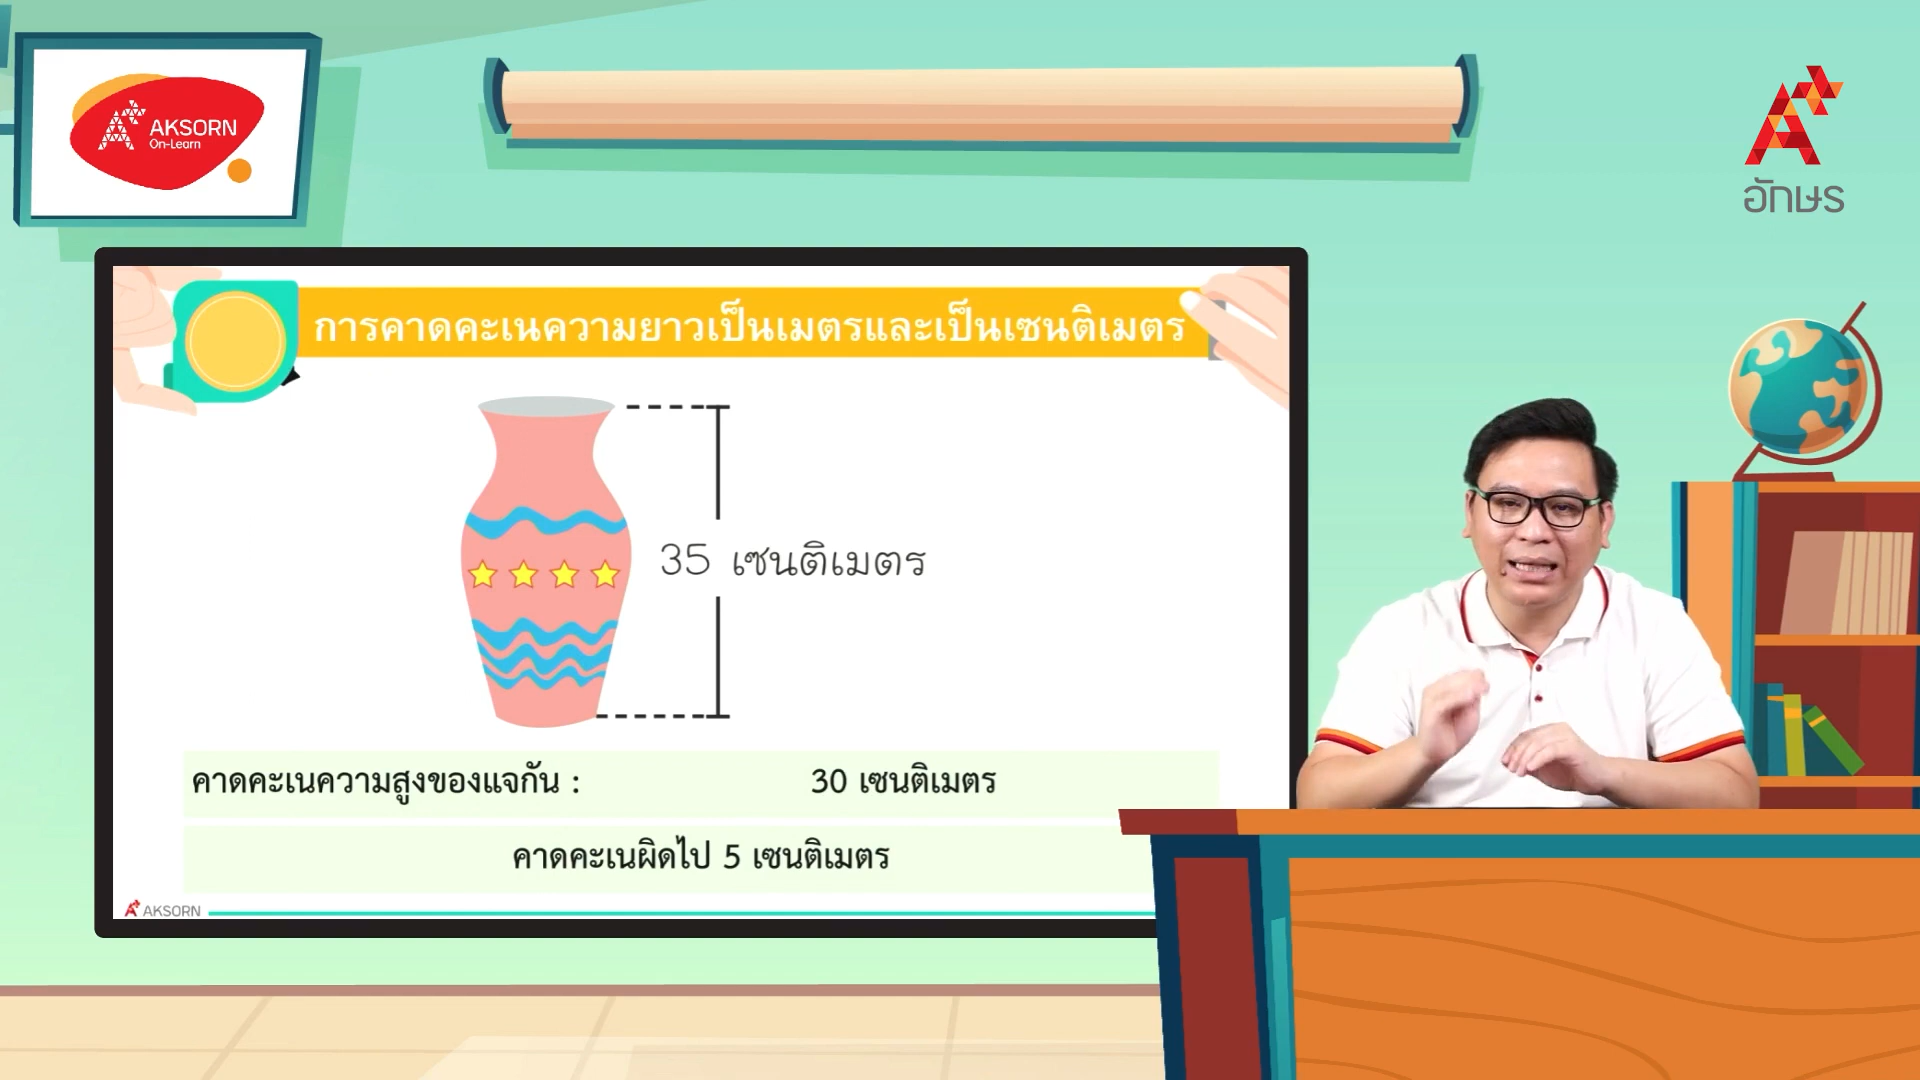 AKSORN
On-Learn
อักษร
การคาดคะเนความยาวเป็นเมตรและเป็นเซนติเมตร
35 เซนติเมตร
คาดคะเนความสูงของแจกัน : 30 เซนติเมตร
คาดคะเนผิดไป 5 เซนติเมตร
AKSORN